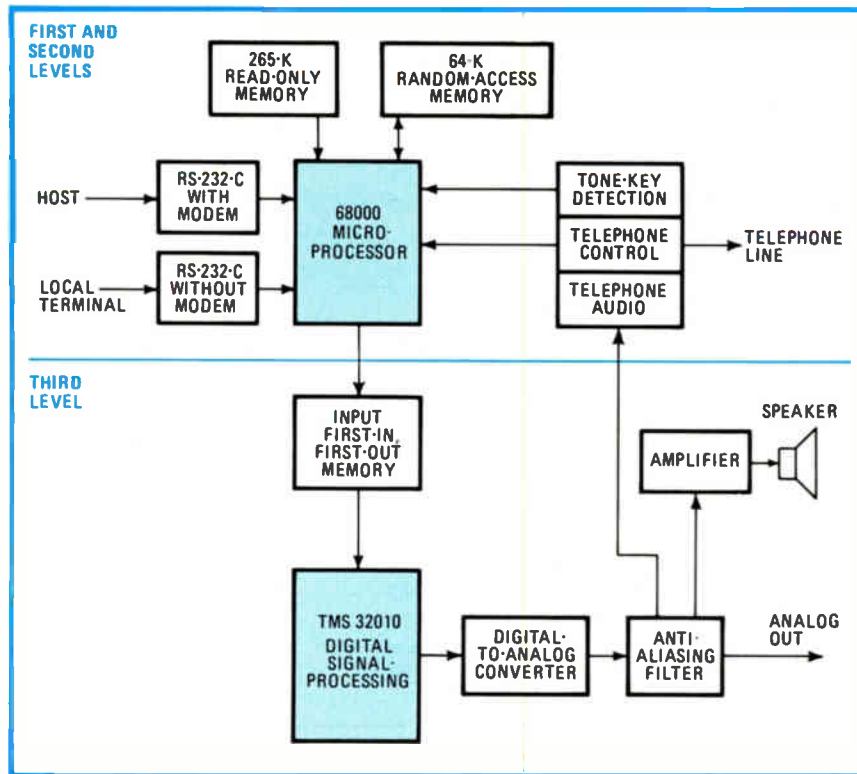 FIRST AND
SECOND
LEVELS
265-K
READ-ONLY
MEMORY
64-K
RANDOM-ACCESS
MEMORY
HOST
RS-232-C
WITH
MODEM
68000
MICRO-
PROCESSOR
TONE-KEY
DETECTION
TELEPHONE
CONTROL
TELEPHONE
AUDIO
TELEPHONE
LINE
LOCAL
TERMINAL
RS-232-C
WITHOUT
MODEM
THIRD
LEVEL
INPUT
FIRST-IN,
FIRST-OUT
MEMORY
SPEAKER
AMPLIFIER
TMS 32010
DIGITAL
SIGNAL-
PROCESSING
DIGITAL-
TO-ANALOG
CONVERTER
ANTI-
ALIASING
FILTER
ANALOG
OUT